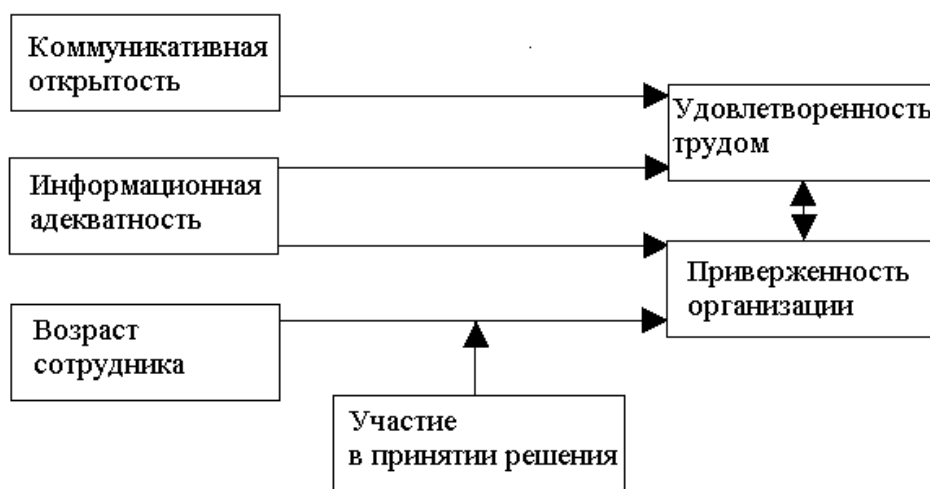 Коммуникативная
открытость
Удовлетворенность
трудом
Информационная
адекватность
Приверженность
организации
Возраст
сотрудника
Участие
в принятии решения